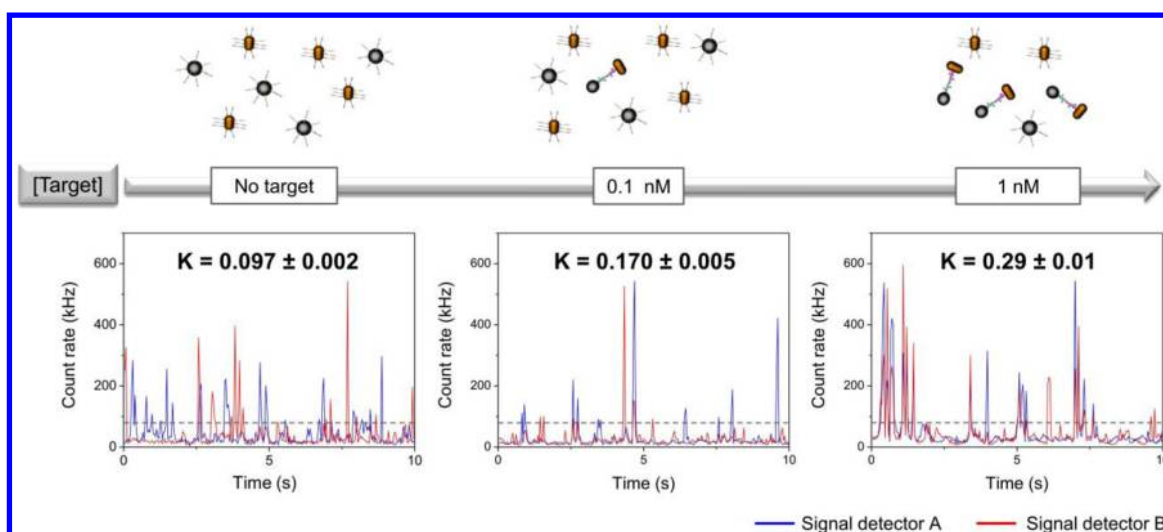 [Target]
No target
0.1 nM
1 nM
K = 0.097 ± 0.002
Count rate (kHz)
600
400
200
0
0
5
10
Time (s)
K = 0.170 ± 0.005
Count rate (kHz)
600
400
200
0
0
5
10
Time (s)
K = 0.29 ± 0.01
Count rate (kHz)
600
400
200
0
0
5
10
Time (s)
Signal detector A
Signal detector B